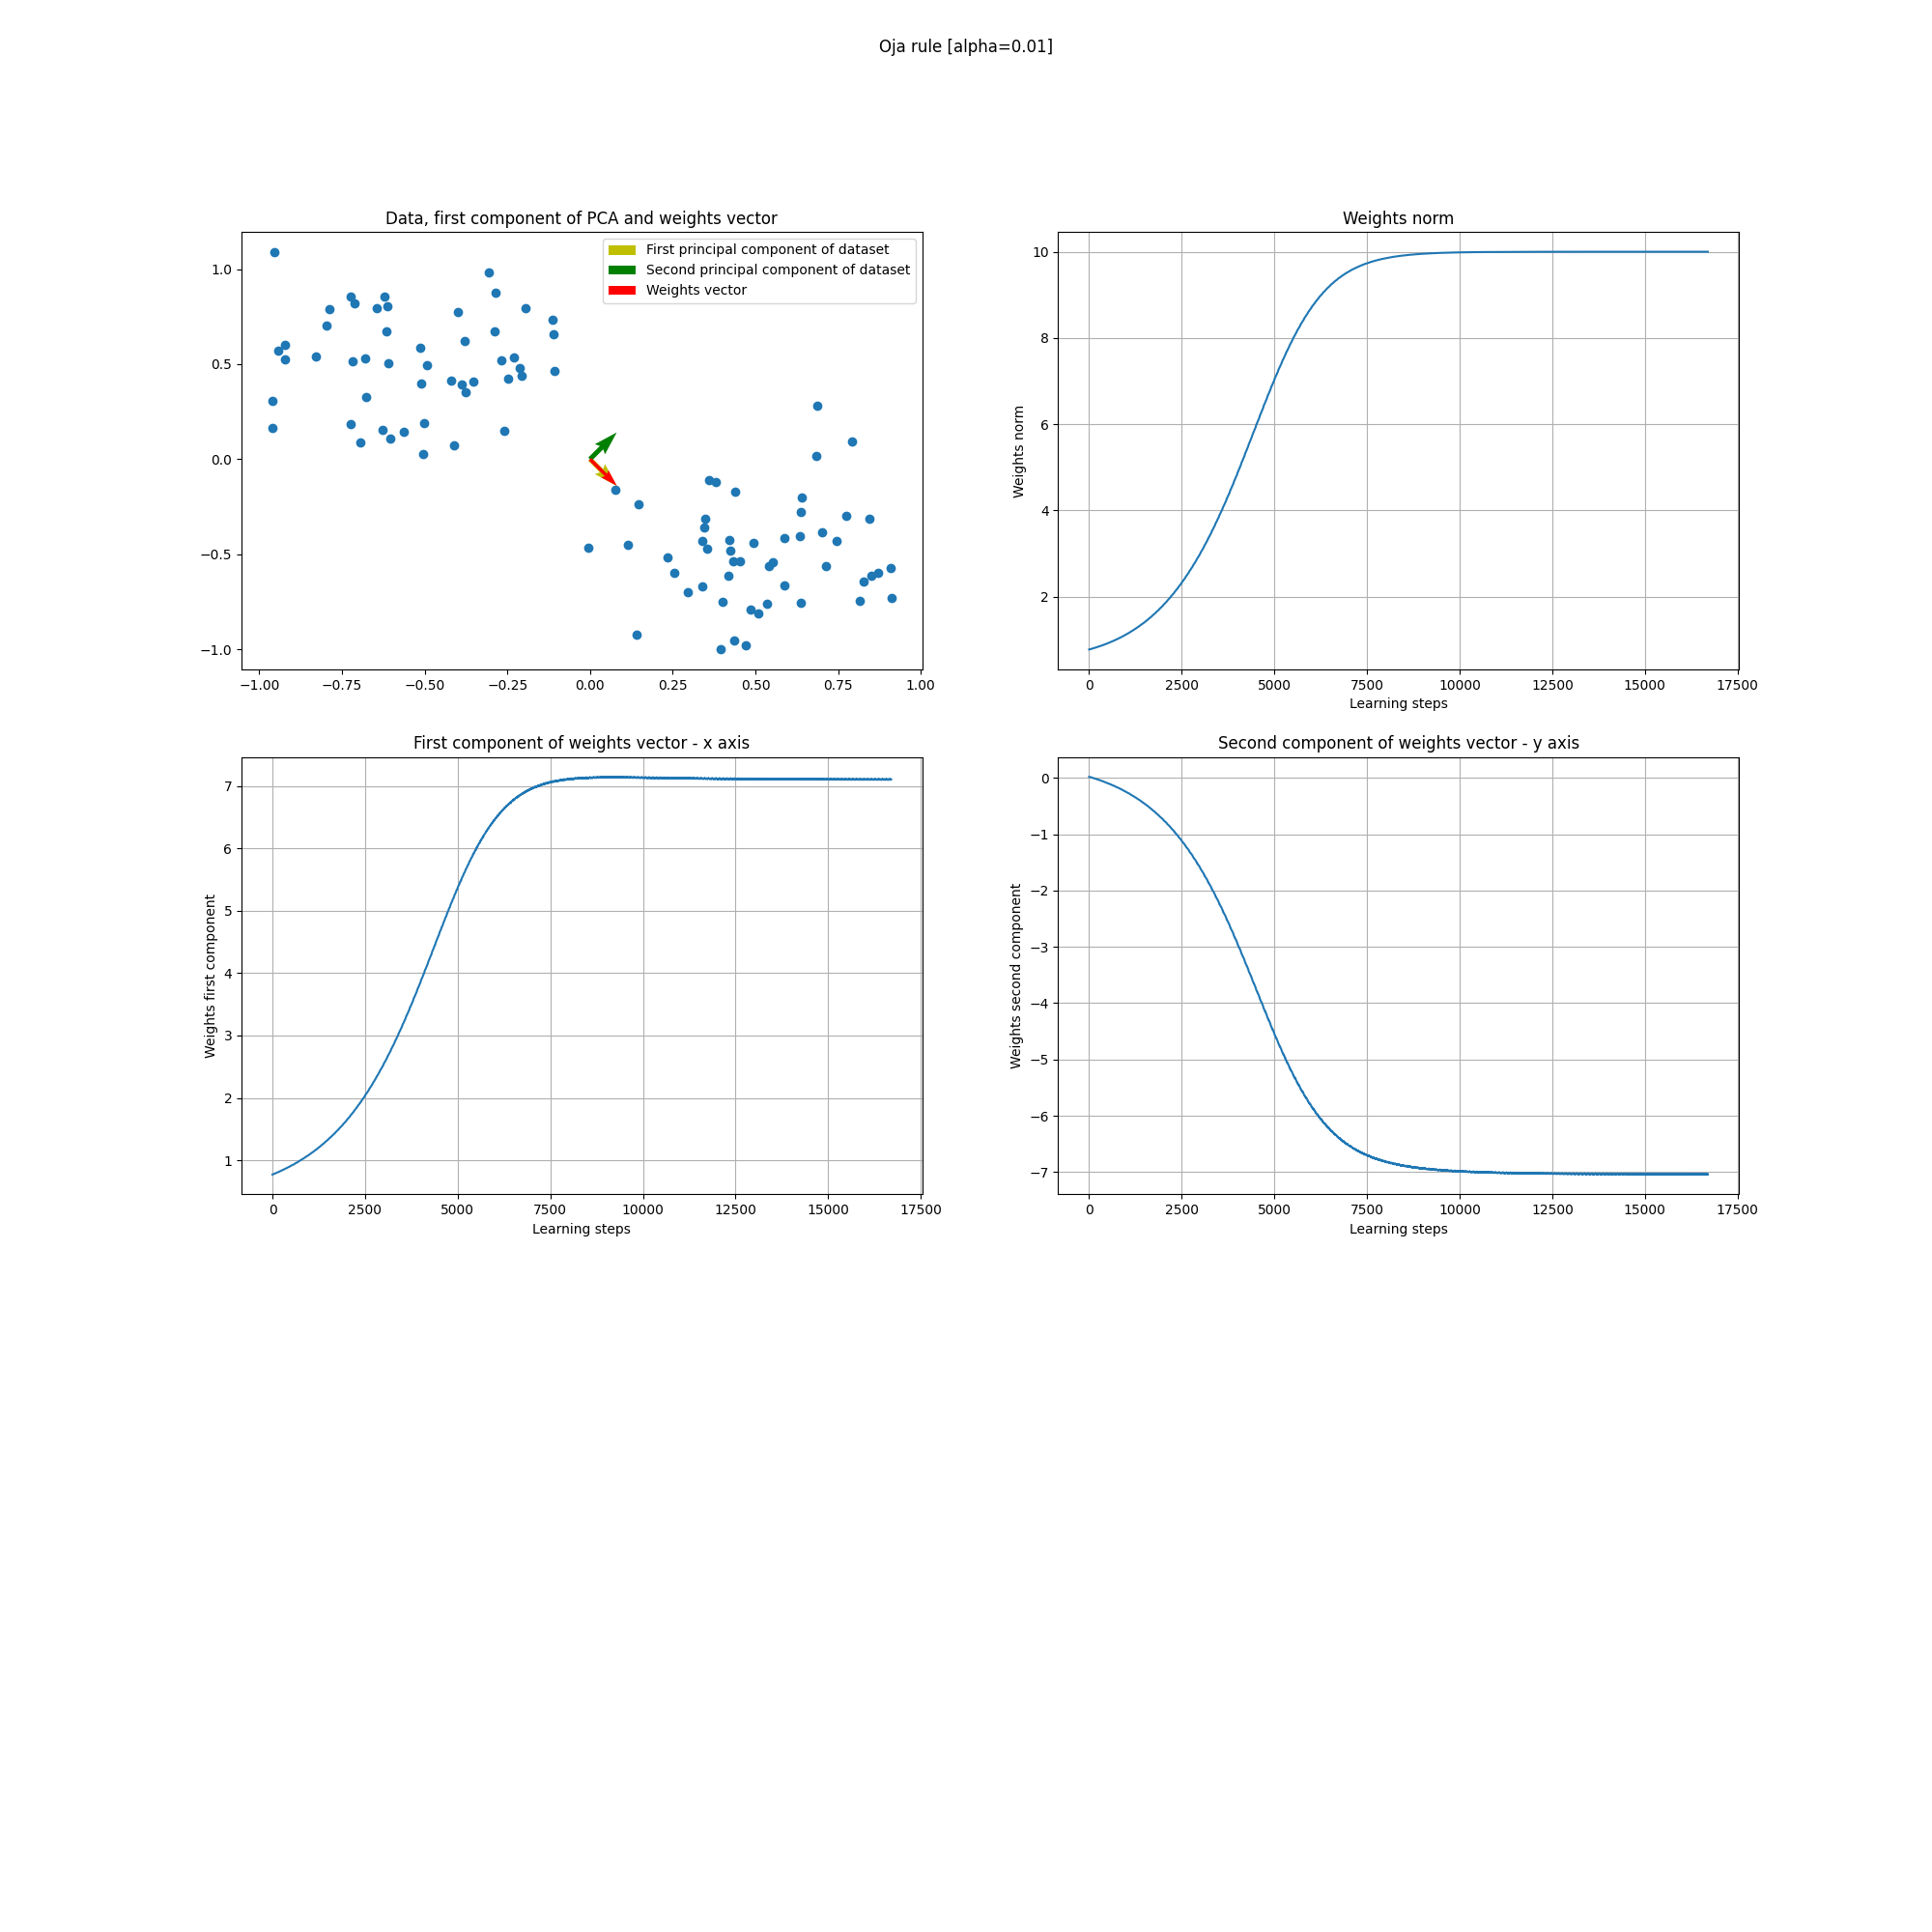 Oja rule [alpha=0.01]
Data, first component of PCA and weights vector
First principal component of dataset
Second principal component of dataset
Weights vector
1.0
0.5
0.0
−0.5
−1.0
−1.00 −0.75 −0.50 −0.25 0.00 0.25 0.50 0.75 1.00
Weights norm
Weights norm
10
8
6
4
2
0 2500 5000 7500 10000 12500 15000 17500
Learning steps
First component of weights vector - x axis
Weights first component
7
6
5
4
3
2
1
0 2500 5000 7500 10000 12500 15000 17500
Learning steps
Second component of weights vector - y axis
Weights second component
0
−1
−2
−3
−4
−5
−6
−7
0 2500 5000 7500 10000 12500 15000 17500
Learning steps